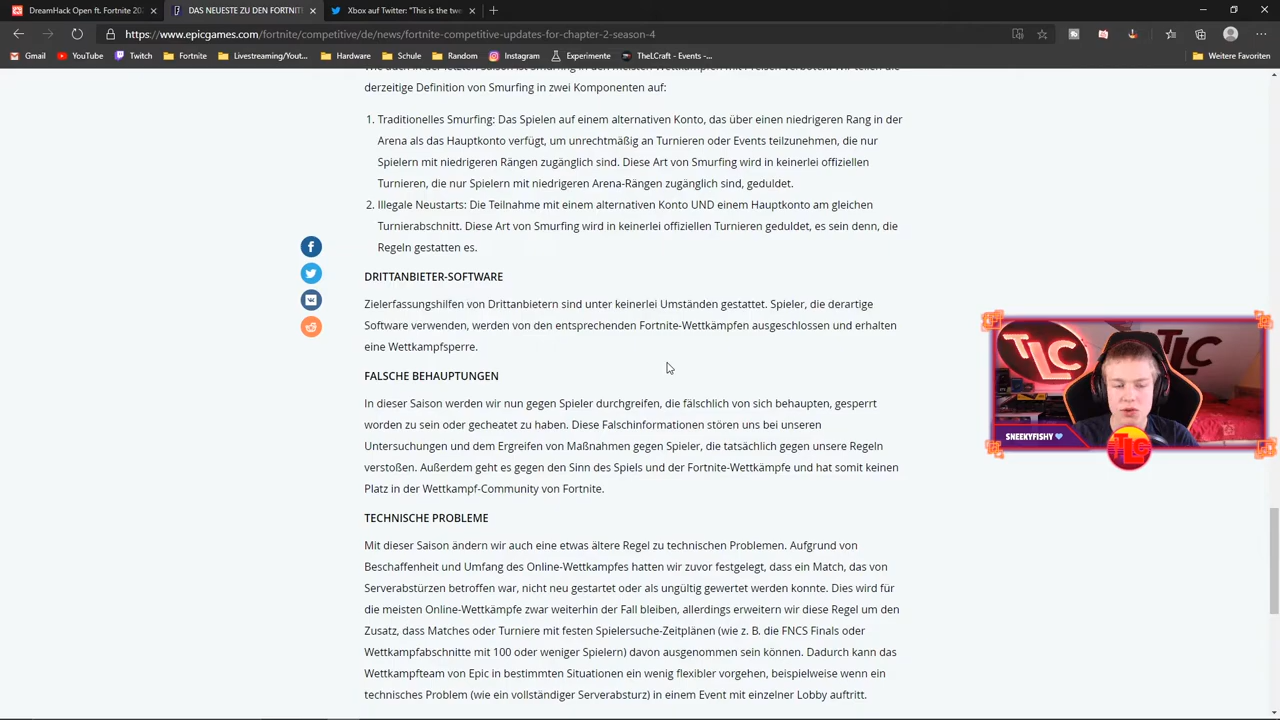 DreamHack Open ft. Fortnite 202
DAS NEUESTE ZU DEN FORTNIT
Xbox auf Twitter: "This is the twe
https://www.epicgames.com/fortnite/competitive/de/news/fortnite-competitive-updates-for-chapter-2-season-4
Gmail YouTube Twitch Fortnite Livestreaming/Yout... Hardware Schule Random Instagram Experimente TheLCraft - Events -... Weitere Favoriten
Wie auch in der letzten Saison ist Smurfing in den meisten Wettkämpfen mit Preisen verboten. Wir teilen die
derzeitige Definition von Smurfing in zwei Komponenten auf:
1. Traditionelles Smurfing: Das Spielen auf einem alternativen Konto, das über einen niedrigeren Rang in der
Arena als das Hauptkonto verfügt, um unrechtmäßig an Turnieren oder Events teilzunehmen, die nur
Spielern mit niedrigeren Rängen zugänglich sind. Diese Art von Smurfing wird in keinerlei offiziellen
Turnieren, die nur Spielern mit niedrigeren Arena-Rängen zugänglich sind, geduldet.
2. Illegale Neustarts: Die Teilnahme mit einem alternativen Konto UND einem Hauptkonto am gleichen
Turnierabschnitt. Diese Art von Smurfing wird in keinerlei offiziellen Turnieren geduldet, es sein denn, die
Regeln gestatten es.
DRITTANBIETER-SOFTWARE
Zielerfassungshilfen von Drittanbietern sind unter keinerlei Umständen gestattet. Spieler, die derartige
Software verwenden, werden von den entsprechenden Fortnite-Wettkämpfen ausgeschlossen und erhalten
eine Wettkampfsperre.
FALSCHE BEHAUPTUNGEN
In dieser Saison werden wir nun gegen Spieler durchgreifen, die fälschlich von sich behaupten, gesperrt
worden zu sein oder gecheatet zu haben. Diese Falschinformationen stören uns bei unseren
Untersuchungen und dem Ergreifen von Maßnahmen gegen Spieler, die tatsächlich gegen unsere Regeln
verstoßen. Außerdem geht es gegen den Sinn des Spiels und der Fortnite-Wettkämpfe und hat somit keinen
Platz in der Wettkampf-Community von Fortnite.
TECHNISCHE PROBLEME
Mit dieser Saison ändern wir auch eine etwas ältere Regel zu technischen Problemen. Aufgrund von
Beschaffenheit und Umfang des Online-Wettkampfes hatten wir zuvor festgelegt, dass ein Match, das von
Serverabstürzen betroffen war, nicht neu gestartet oder als ungültig gewertet werden konnte. Dies wird für
die meisten Online-Wettkämpfe zwar weiterhin der Fall bleiben, allerdings erweitern wir diese Regel um den
Zusatz, dass Matches oder Turniere mit festen Spielersuche-Zeitplänen (wie z. B. die FNCS Finals oder
Wettkampfabschnitte mit 100 oder weniger Spielern) davon ausgenommen sein können. Dadurch kann das
Wettkampfteam von Epic in bestimmten Situationen ein wenig flexibler vorgehen, beispielweise wenn ein
technisches Problem (wie ein vollständiger Serverabsturz) in einem Event mit einzelner Lobby auftritt.
TLC
TLC
SNEEKYFISHY
TLC